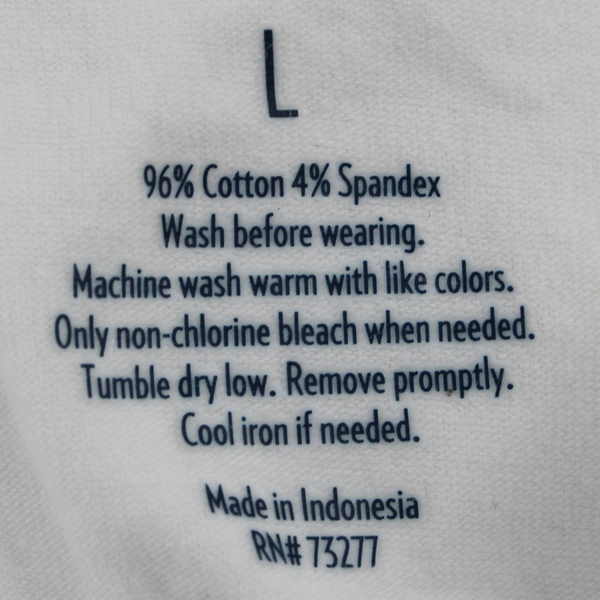 L
96% Cotton 4% Spandex
Wash before wearing.
Machine wash warm with like colors.
Only non-chlorine bleach when needed.
Tumble dry low. Remove promptly.
Cool iron if needed.
Made in Indonesia
RN# 73277